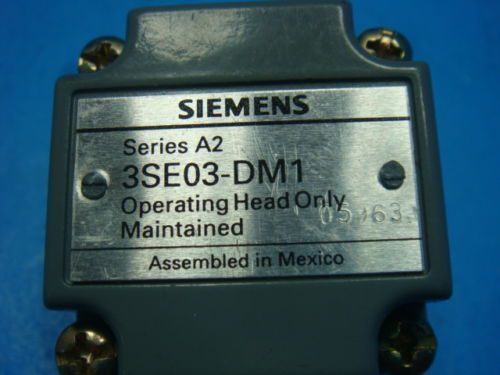 SIEMENS
Series A2
3SE03-DM1
Operating Head Only
Maintained
Assembled in Mexico